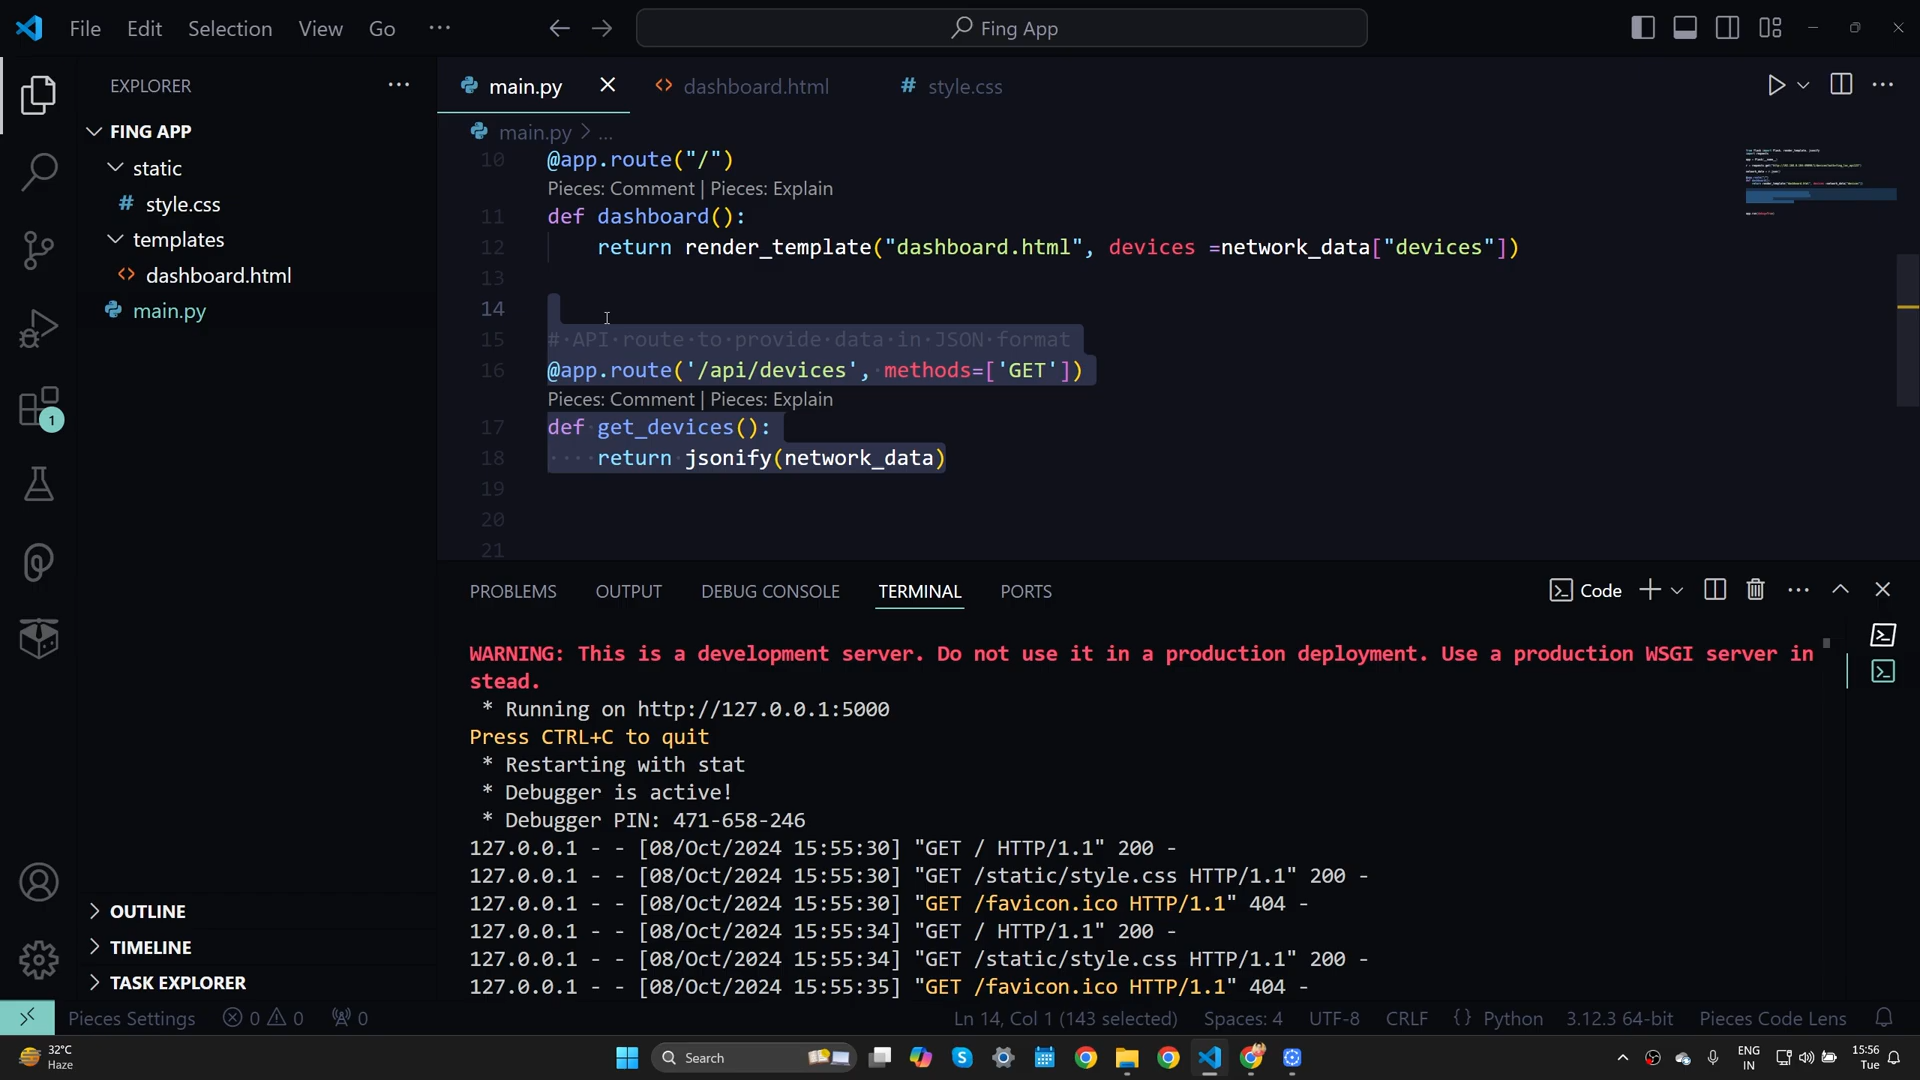 File Edit Selection View Go ···
Fing App
EXPLORER
···
FING APP
static
# style.css
templates
<> dashboard.html
main.py
main.py
<> dashboard.html
# style.css
main.py > ...
10 @app.route("/")
Pieces: Comment | Pieces: Explain
11 def dashboard():
12 return render_template("dashboard.html", devices =network_data["devices"])
13
14
15 #·API·route·to·provide·data·in·JSON·format
16 @app.route('/api/devices',·methods=['GET'])
Pieces: Comment | Pieces: Explain
17 def·get_devices():
18 ····return·jsonify(network_data)
19
20
21
1
PROBLEMS OUTPUT DEBUG CONSOLE TERMINAL PORTS
Code
WARNING: This is a development server. Do not use it in a production deployment. Use a production WSGI server in
stead.
* Running on http://127.0.0.1:5000
Press CTRL+C to quit
* Restarting with stat
* Debugger is active!
* Debugger PIN: 471-658-246
127.0.0.1 - - [08/Oct/2024 15:55:30] "GET / HTTP/1.1" 200 -
127.0.0.1 - - [08/Oct/2024 15:55:30] "GET /static/style.css HTTP/1.1" 200 -
127.0.0.1 - - [08/Oct/2024 15:55:30] "GET /favicon.ico HTTP/1.1" 404 -
127.0.0.1 - - [08/Oct/2024 15:55:34] "GET / HTTP/1.1" 200 -
127.0.0.1 - - [08/Oct/2024 15:55:34] "GET /static/style.css HTTP/1.1" 200 -
127.0.0.1 - - [08/Oct/2024 15:55:35] "GET /favicon.ico HTTP/1.1" 404 -
OUTLINE
TIMELINE
TASK EXPLORER
Pieces Settings 0 0 0 Ln 14, Col 1 (143 selected) Spaces: 4 UTF-8 CRLF {} Python 3.12.3 64-bit Pieces Code Lens
32°C
Haze
Search
ENG
IN
15:56
Tue